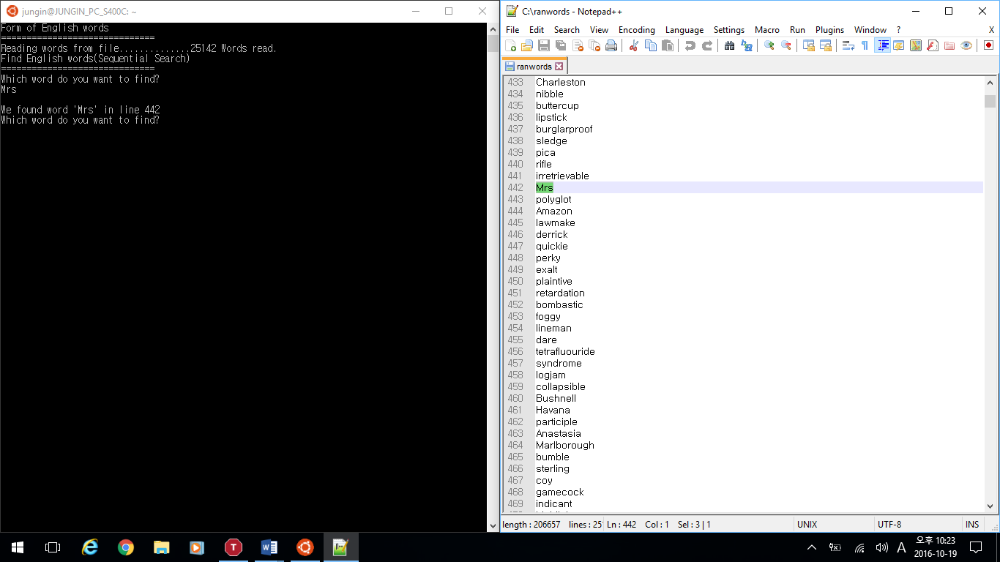 jungin@JUNGIN_PC_S400C: ~
Form of English words
==============================
Reading words from file..............25142 Words read.
Find English words(Sequential Search)
==============================
Which word do you want to find?
Mrs
We found word 'Mrs' in line 442
Which word do you want to find?
C:\ranwords - Notepad++
File Edit Search View Encoding Language Settings Macro Run Plugins Window ? X
ranwords
433 Charleston
434 nibble
435 buttercup
436 lipstick
437 burglarproof
438 sledge
439 pica
440 rifle
441 irretrievable
442 Mrs
443 polyglot
444 Amazon
445 lawmake
446 derrick
447 quickie
448 perky
449 exalt
450 plaintive
451 retardation
452 bombastic
453 foggy
454 lineman
455 dare
456 tetrafluouride
457 syndrome
458 logjam
459 collapsible
460 Bushnell
461 Havana
462 participle
463 Anastasia
464 Marlborough
465 bumble
466 sterling
467 coy
468 gamecock
469 indicant
length : 206657 lines : 25 Ln : 442 Col : 1 Sel : 3 | 1 UNIX UTF-8 INS
A 오후 10:23
2016-10-19